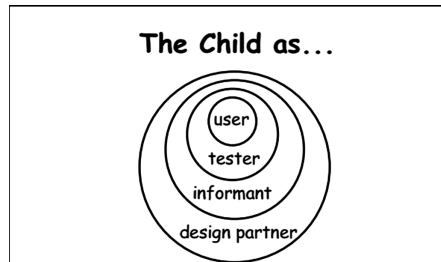 The Child as...
user
tester
informant
design partner